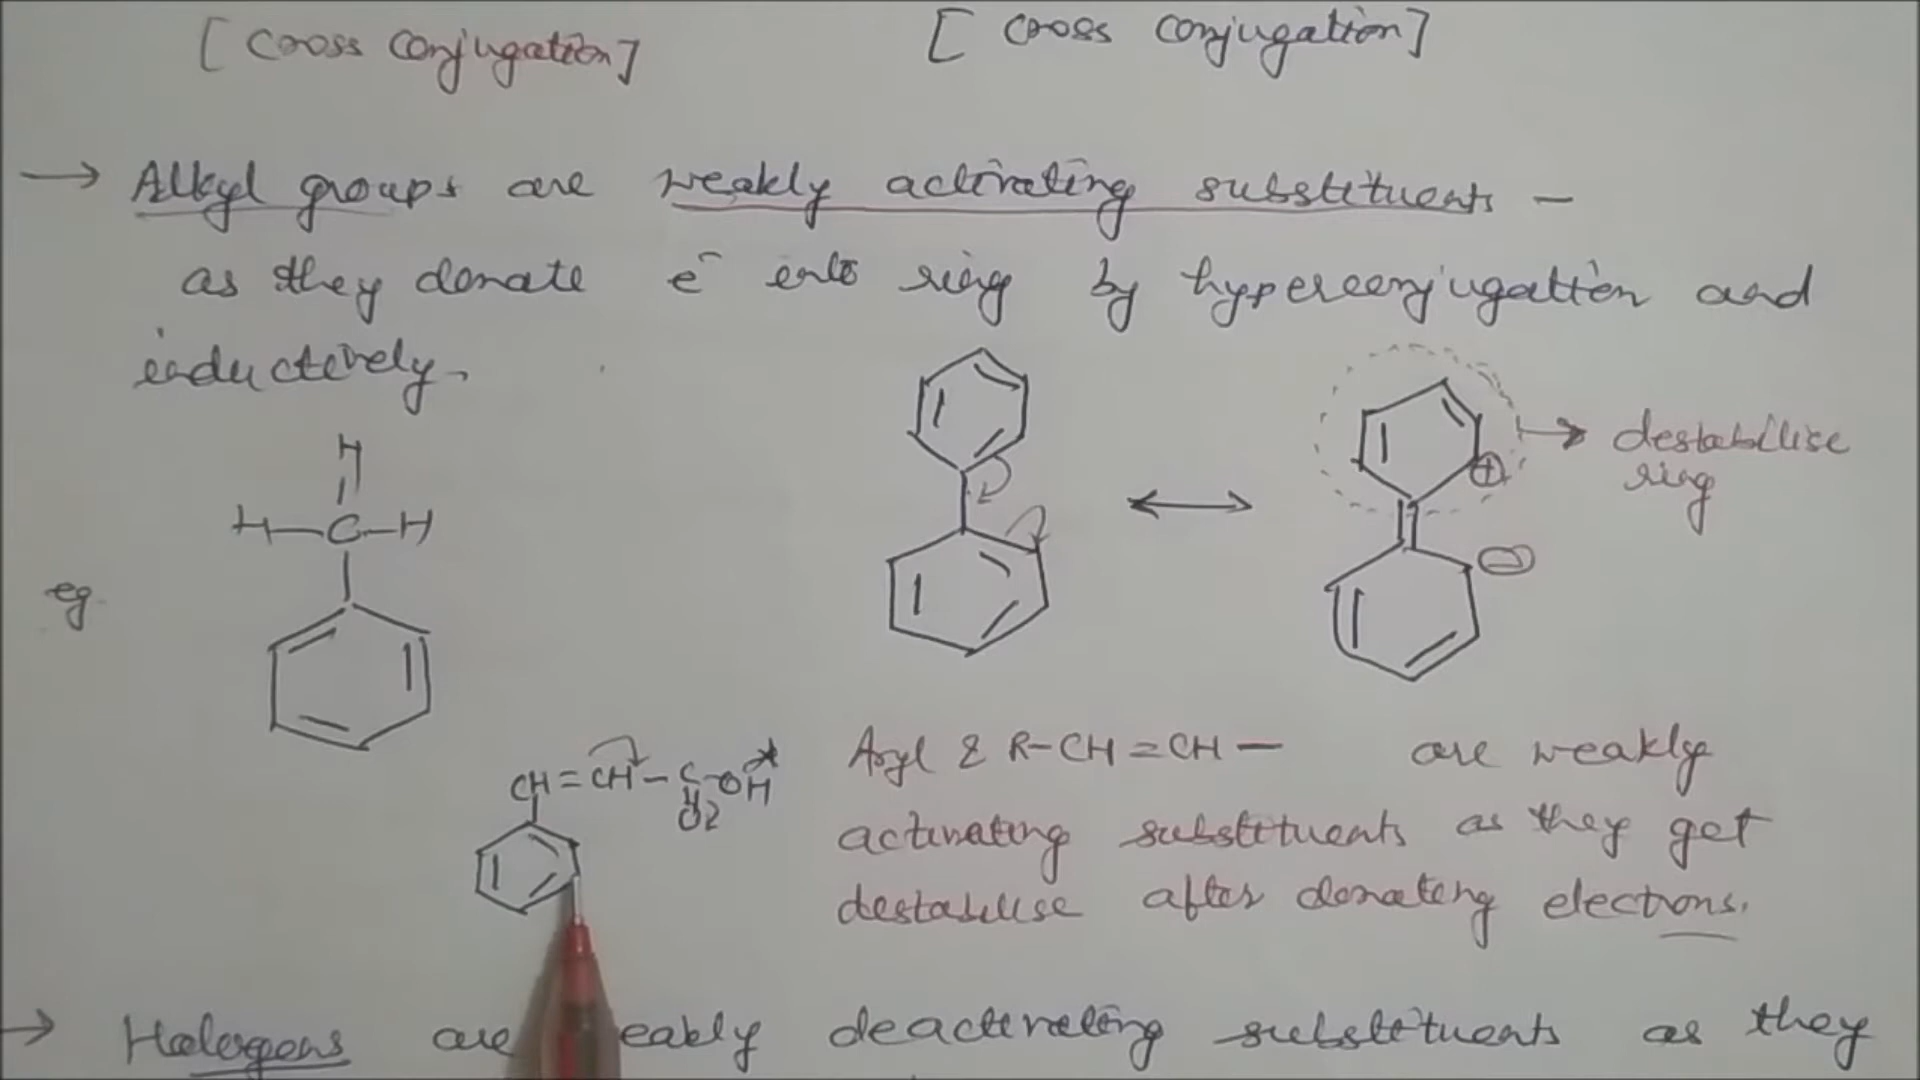 [Cross Conjugation]
[Cross Conjugation]
→ Alkyl groups are weakly activating substituents –
as they donate e⁻ into ring by hyperconjugation and
inductively.
H
H–C–H
eg.
⊕
→ destabilise
ring
⊖
CH=CH–C–OH
Aryl & R–CH=CH– are weakly
activating substituents as they get
destabilise after donating electrons.
→ Halogens are deactivating substituents as they